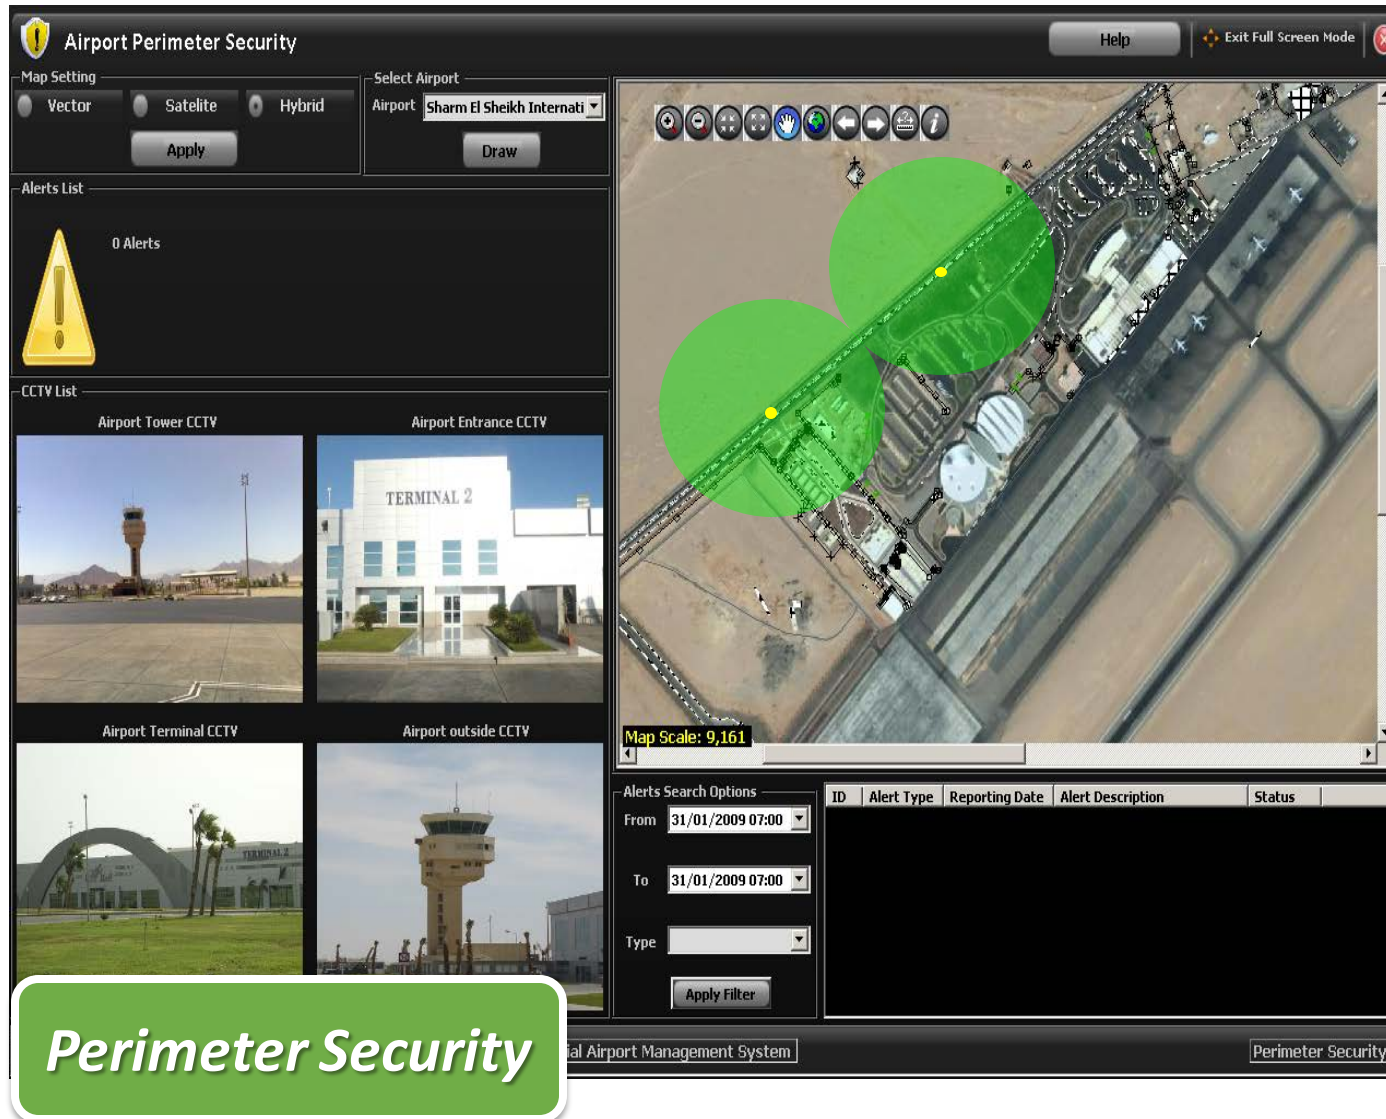 Airport Perimeter Security
Help
Exit Full Screen Mode
Map Setting
Vector
Satelite
Hybrid
Apply
Select Airport
Airport
Sharm El Sheikh Internati
Draw
Alerts List
0 Alerts
CCTV List
Airport Tower CCTV
Airport Entrance CCTV
TERMINAL 2
Airport Terminal CCTV
Airport outside CCTV
TERMINAL 2
Map Scale: 9,161
Alerts Search Options
From
31/01/2009 07:00
To
31/01/2009 07:00
Type
Apply Filter
ID Alert Type Reporting Date Alert Description Status
Perimeter Security
ial Airport Management System
Perimeter Security